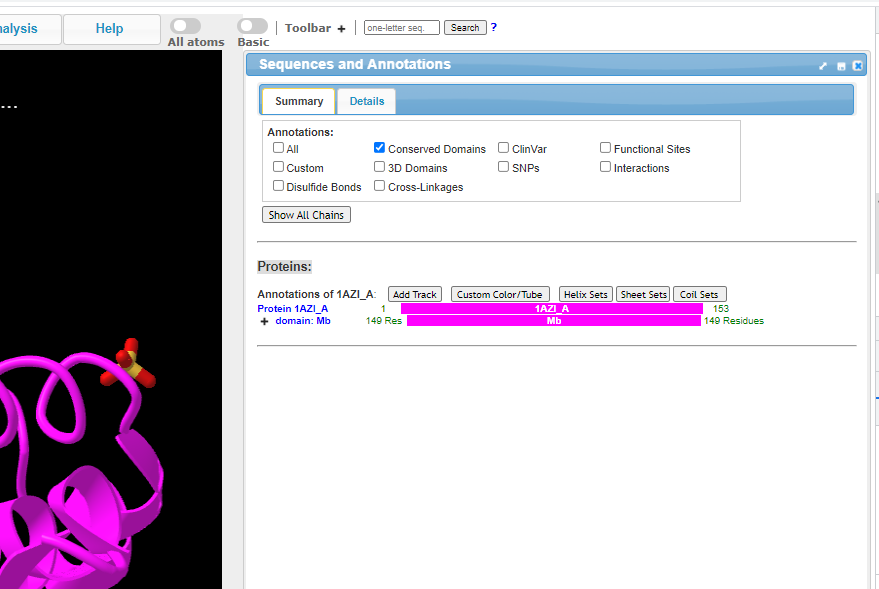 nalysis Help All atoms Basic Toolbar + one-letter seq. Search ?
Sequences and Annotations
...
Summary Details
Annotations:
All Conserved Domains ClinVar Functional Sites
Custom 3D Domains SNPs Interactions
Disulfide Bonds Cross-Linkages
Show All Chains
Proteins:
Annotations of 1AZI_A: Add Track Custom Color/Tube Helix Sets Sheet Sets Coil Sets
Protein 1AZI_A 1 1AZI_A 153
+ domain: Mb 149 Res Mb 149 Residues